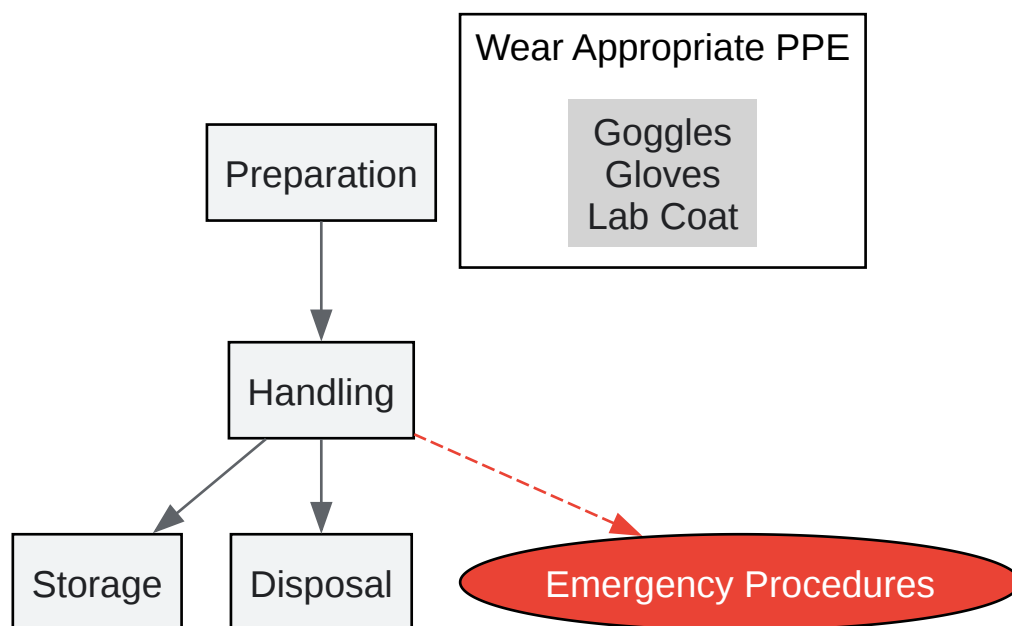 Wear Appropriate PPE
Goggles
Gloves
Lab Coat
Preparation
Handling
Storage
Disposal
Emergency Procedures